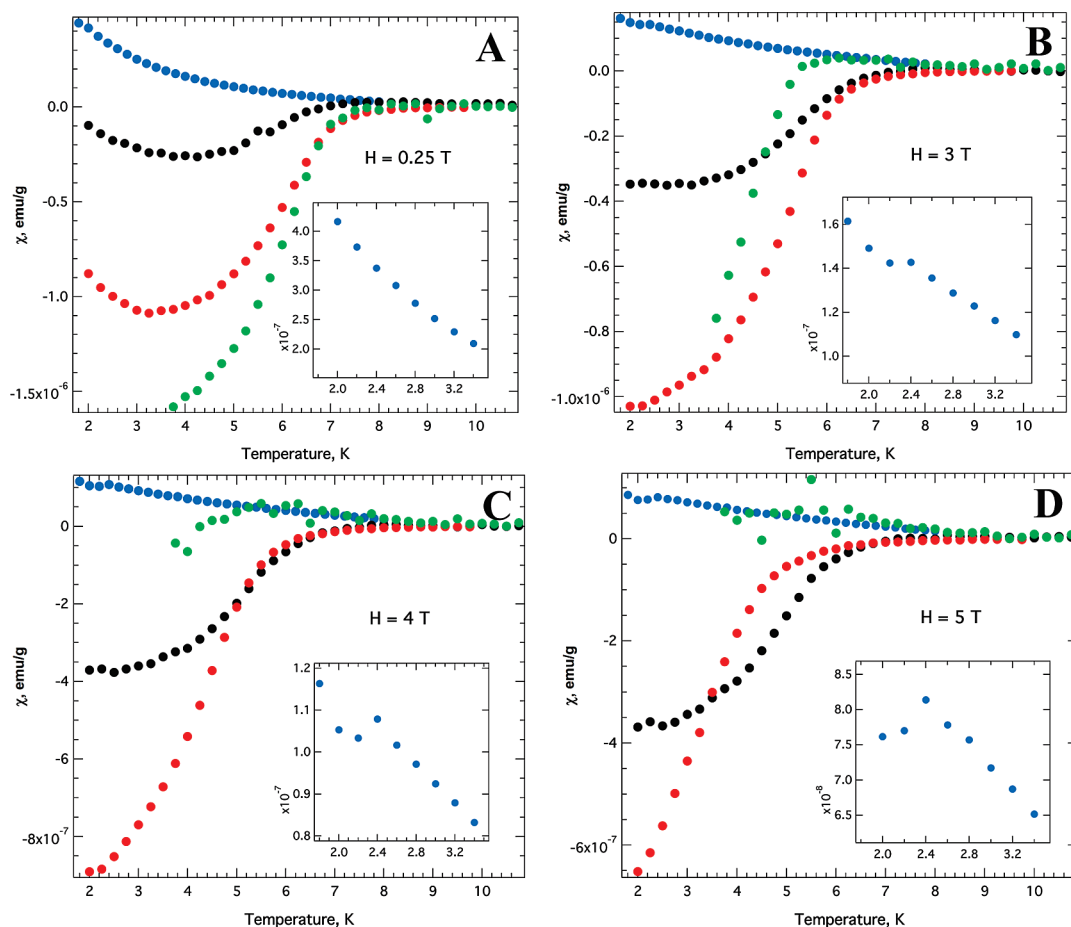 A
0.0
-0.5
-1.0
-1.5x10⁻⁶
χ, emu/g
H = 0.25 T
4.0
3.5
3.0
2.5
2.0
x10⁻⁷
2.0 2.4 2.8 3.2
2 3 4 5 6 7 8 9 10
Temperature, K
B
0.0
-0.2
-0.4
-0.6
-0.8
-1.0x10⁻⁶
χ, emu/g
H = 3 T
1.6
1.4
1.2
1.0
x10⁻⁷
2.0 2.4 2.8 3.2
2 3 4 5 6 7 8 9 10
Temperature, K
C
0
-2
-4
-6
-8x10⁻⁷
χ, emu/g
H = 4 T
1.2
1.1
1.0
0.9
0.8
x10⁻⁷
2.0 2.4 2.8 3.2
2 3 4 5 6 7 8 9 10
Temperature, K
D
0
-2
-4
-6x10⁻⁷
χ, emu/g
H = 5 T
8.5
8.0
7.5
7.0
6.5
x10⁻⁸
2.0 2.4 2.8 3.2
2 3 4 5 6 7 8 9 10
Temperature, K